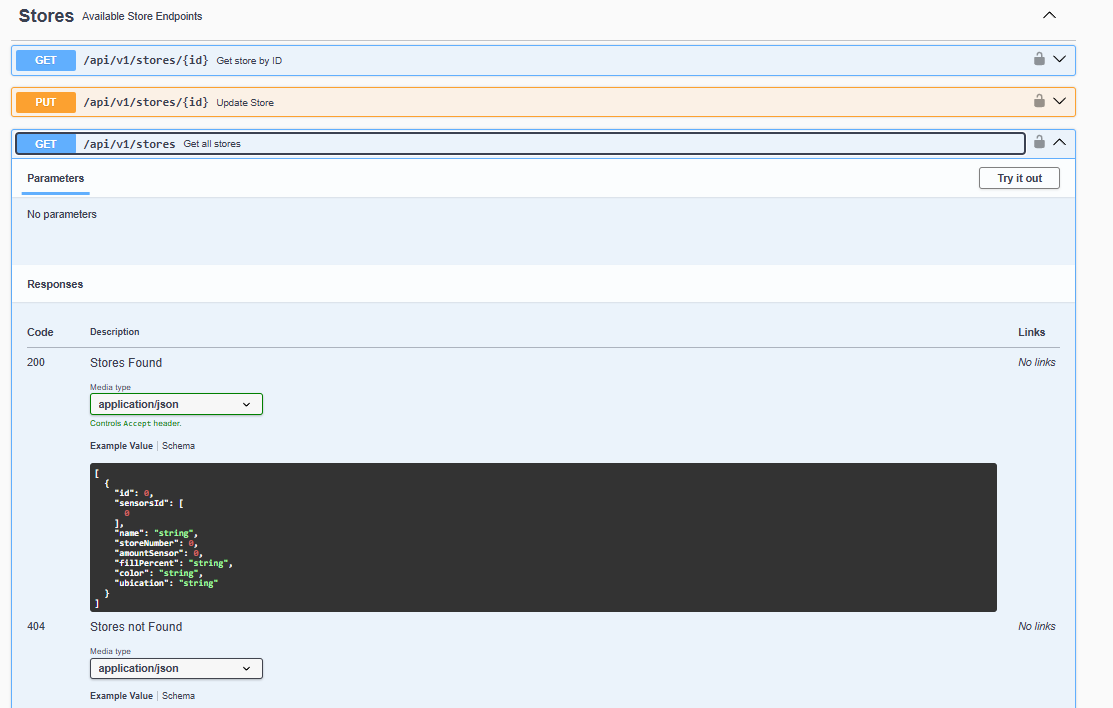 Stores Available Store Endpoints
GET /api/v1/stores/{id} Get store by ID
PUT /api/v1/stores/{id} Update Store
GET /api/v1/stores Get all stores
Parameters Try it out
No parameters
Responses
Code Description Links
200 Stores Found No links
Media type
application/json
Controls Accept header.
Example Value | Schema
[
  {
    "id": 0,
    "sensorsId": [
      0
    ],
    "name": "string",
    "storeNumber": 0,
    "amountSensor": 0,
    "fillPercent": "string",
    "color": "string",
    "ubication": "string"
  }
]
404 Stores not Found No links
Media type
application/json
Example Value | Schema